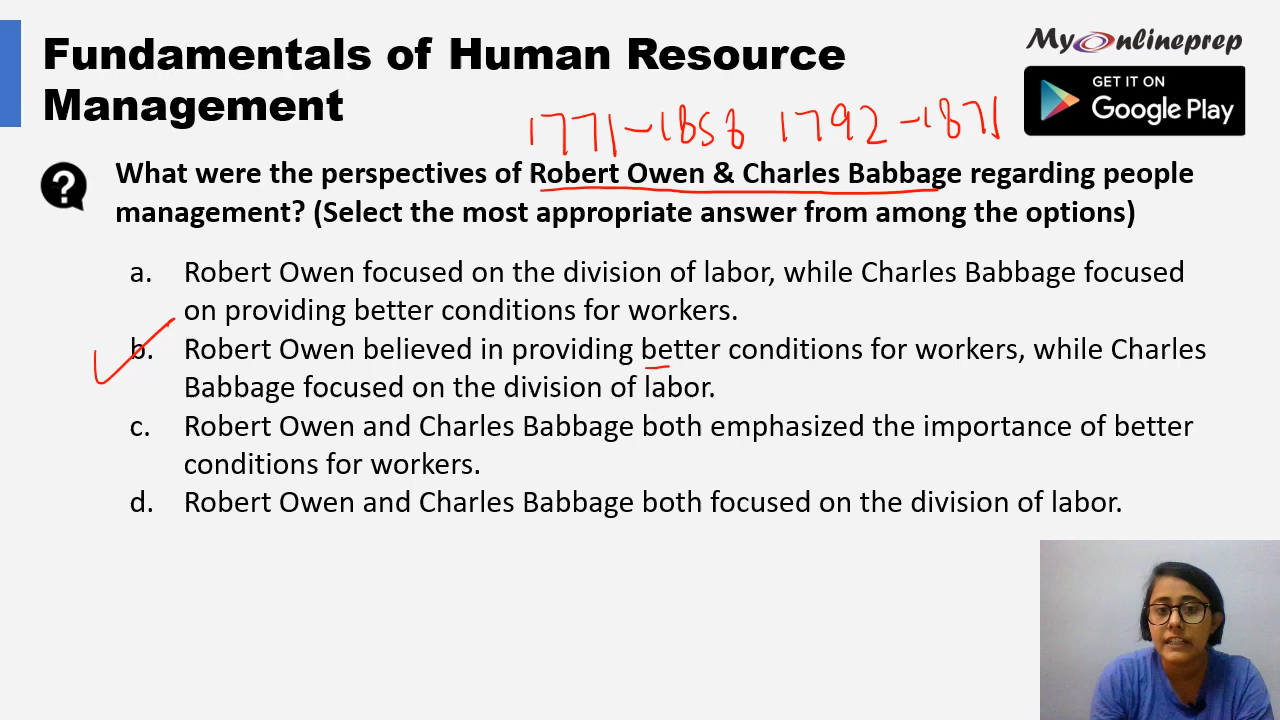 Fundamentals of Human Resource
Management
MyOnlineprep
GET IT ON
Google Play
1771-1858 1792-1871
What were the perspectives of Robert Owen & Charles Babbage regarding people
management? (Select the most appropriate answer from among the options)
a. Robert Owen focused on the division of labor, while Charles Babbage focused
on providing better conditions for workers.
b. Robert Owen believed in providing better conditions for workers, while Charles
Babbage focused on the division of labor.
c. Robert Owen and Charles Babbage both emphasized the importance of better
conditions for workers.
d. Robert Owen and Charles Babbage both focused on the division of labor.